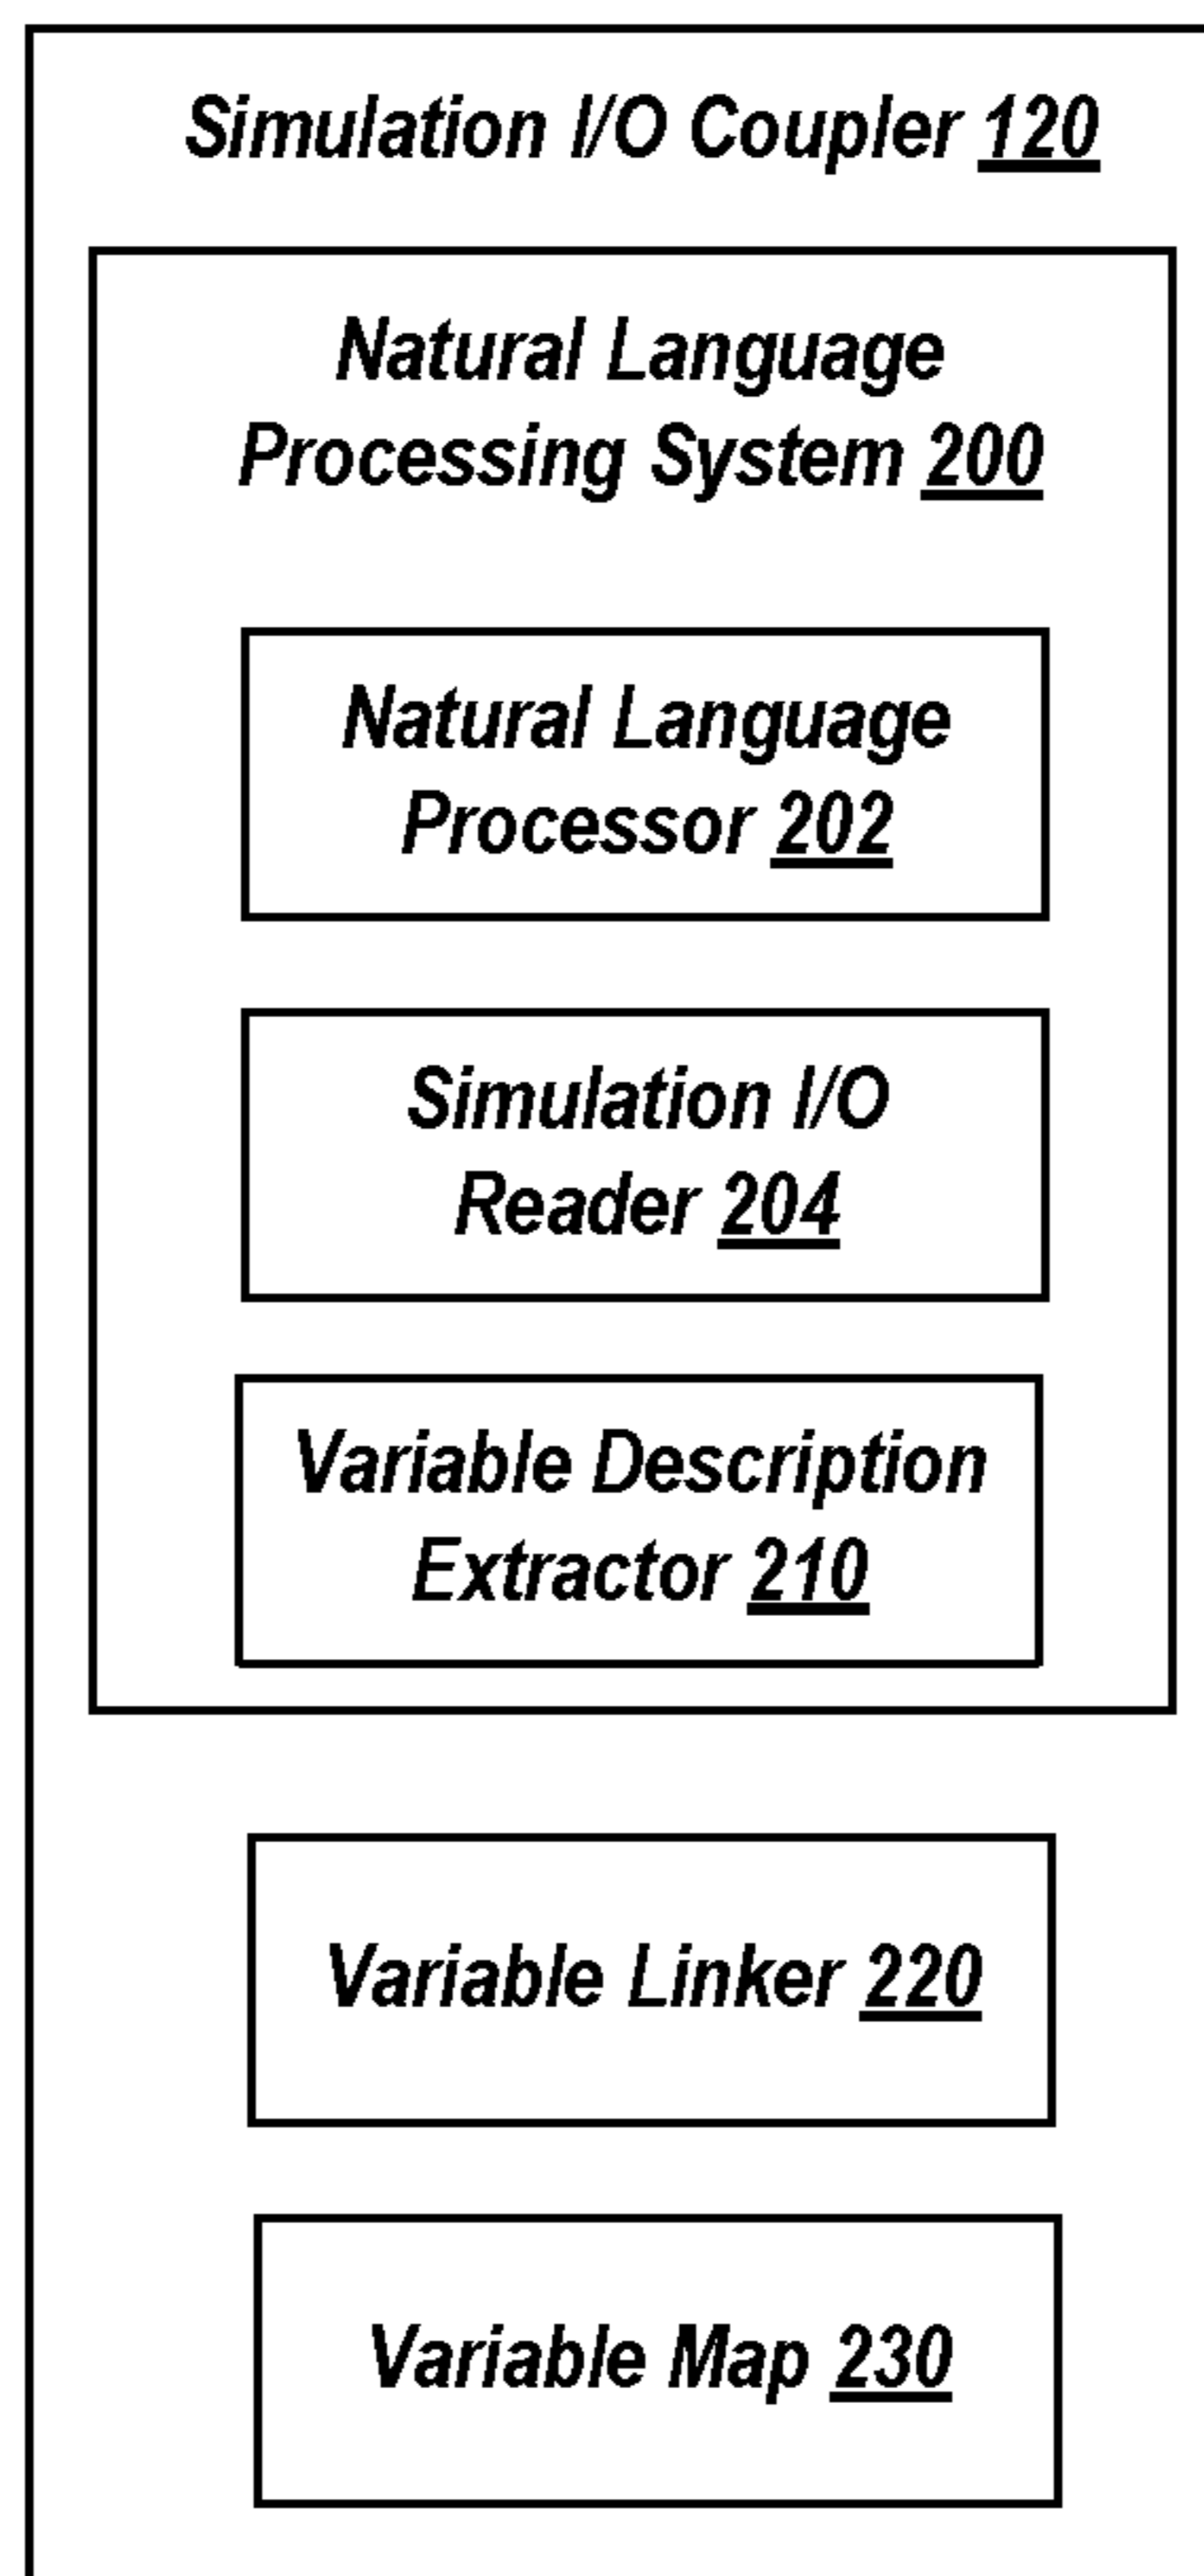 Simulation I/O Coupler 120
Natural Language
Processing System 200
Natural Language
Processor 202
Simulation I/O
Reader 204
Variable Description
Extractor 210
Variable Linker 220
Variable Map 230